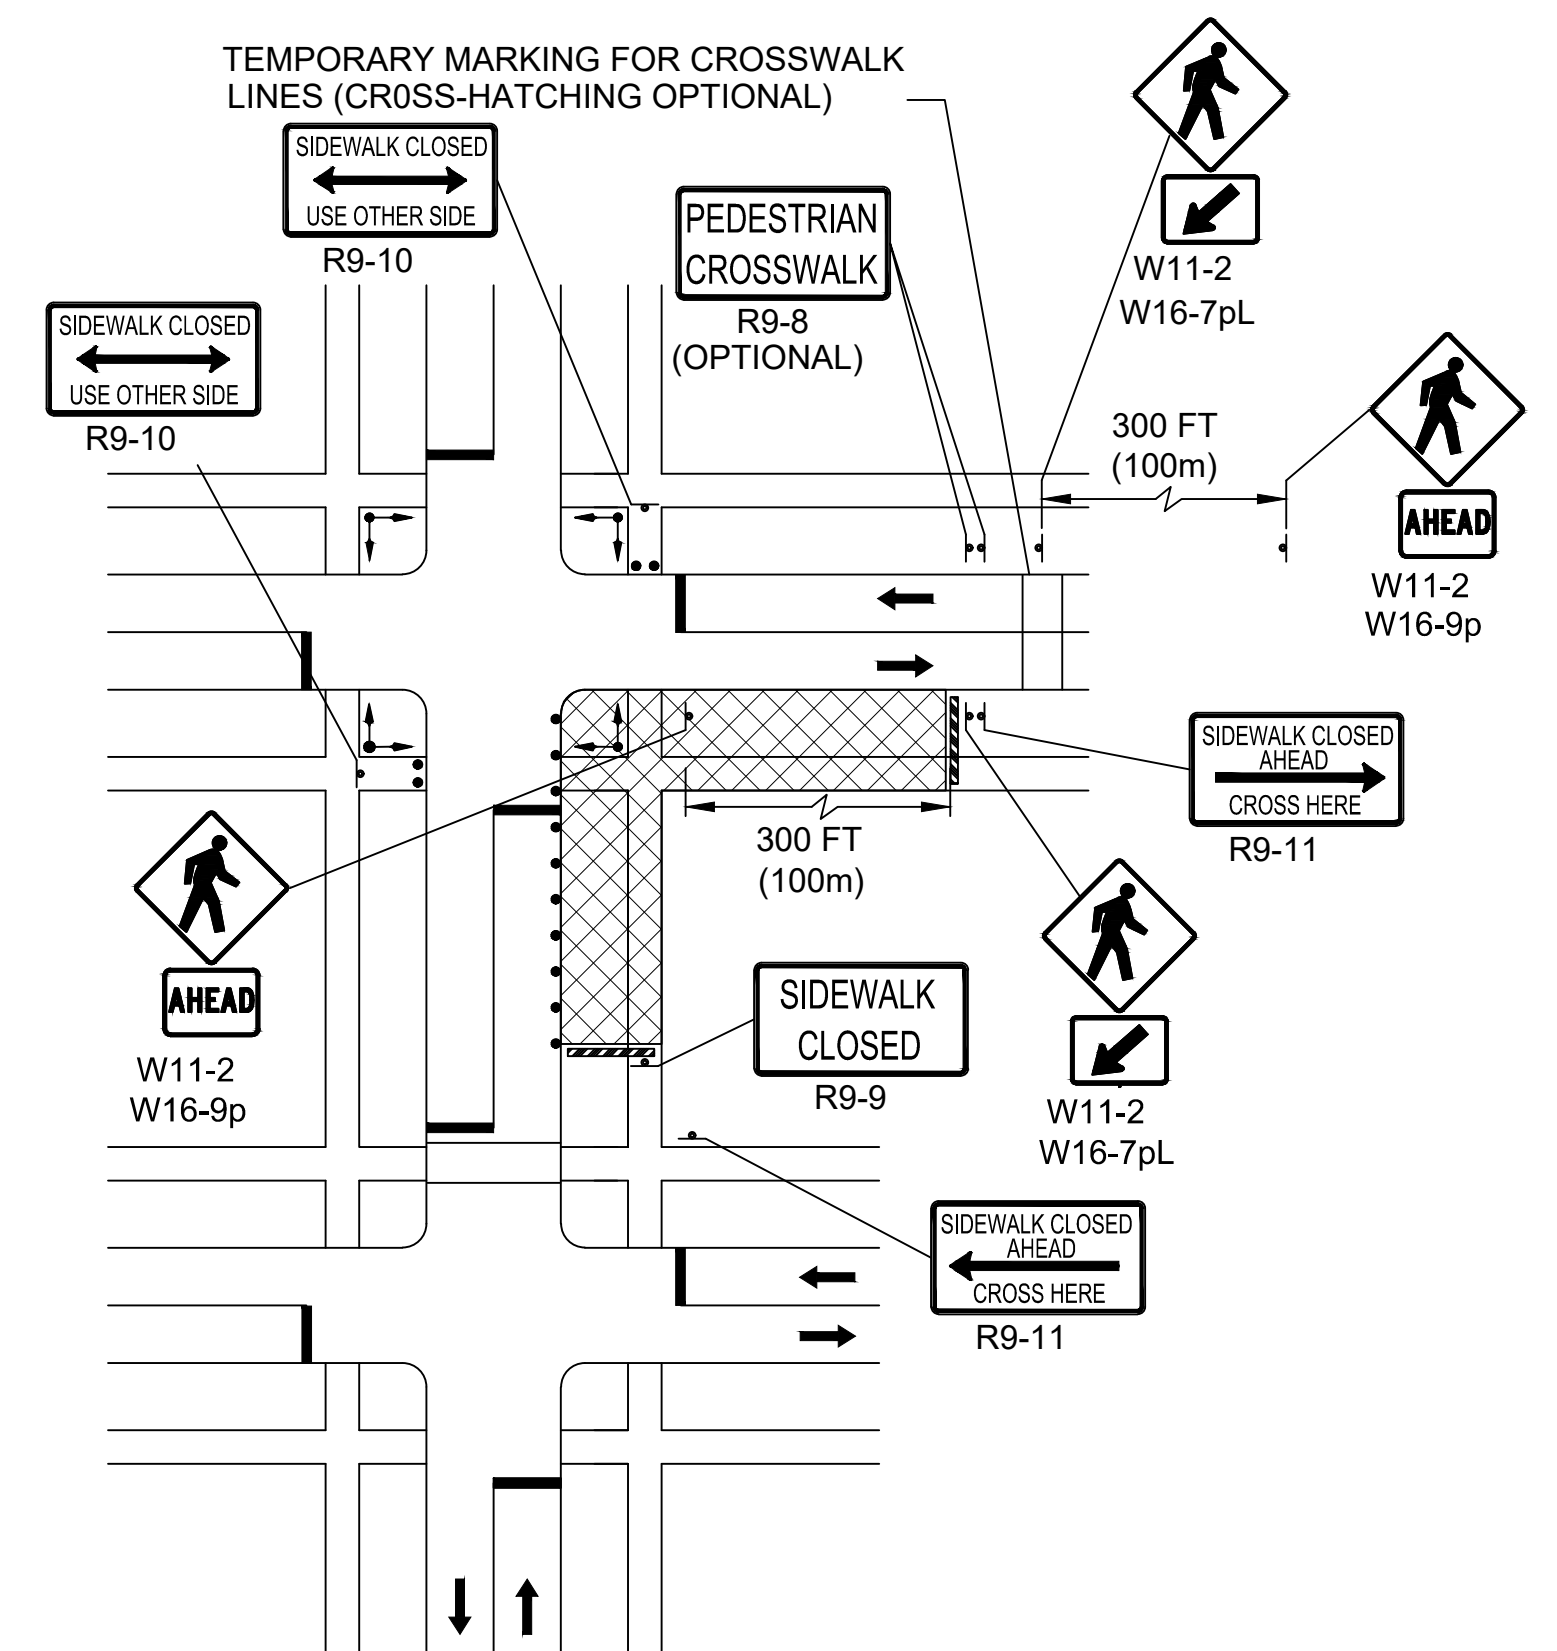 TEMPORARY MARKING FOR CROSSWALK
LINES (CR0SS-HATCHING OPTIONAL)
SIDEWALK CLOSED
USE OTHER SIDE
R9-10
PEDESTRIAN
CROSSWALK
R9-8
(OPTIONAL)
W11-2
W16-7pL
SIDEWALK CLOSED
USE OTHER SIDE
R9-10
300 FT
(100m)
AHEAD
W11-2
W16-9p
SIDEWALK CLOSED
AHEAD
CROSS HERE
R9-11
300 FT
(100m)
AHEAD
W11-2
W16-9p
SIDEWALK
CLOSED
R9-9
W11-2
W16-7pL
SIDEWALK CLOSED
AHEAD
CROSS HERE
R9-11